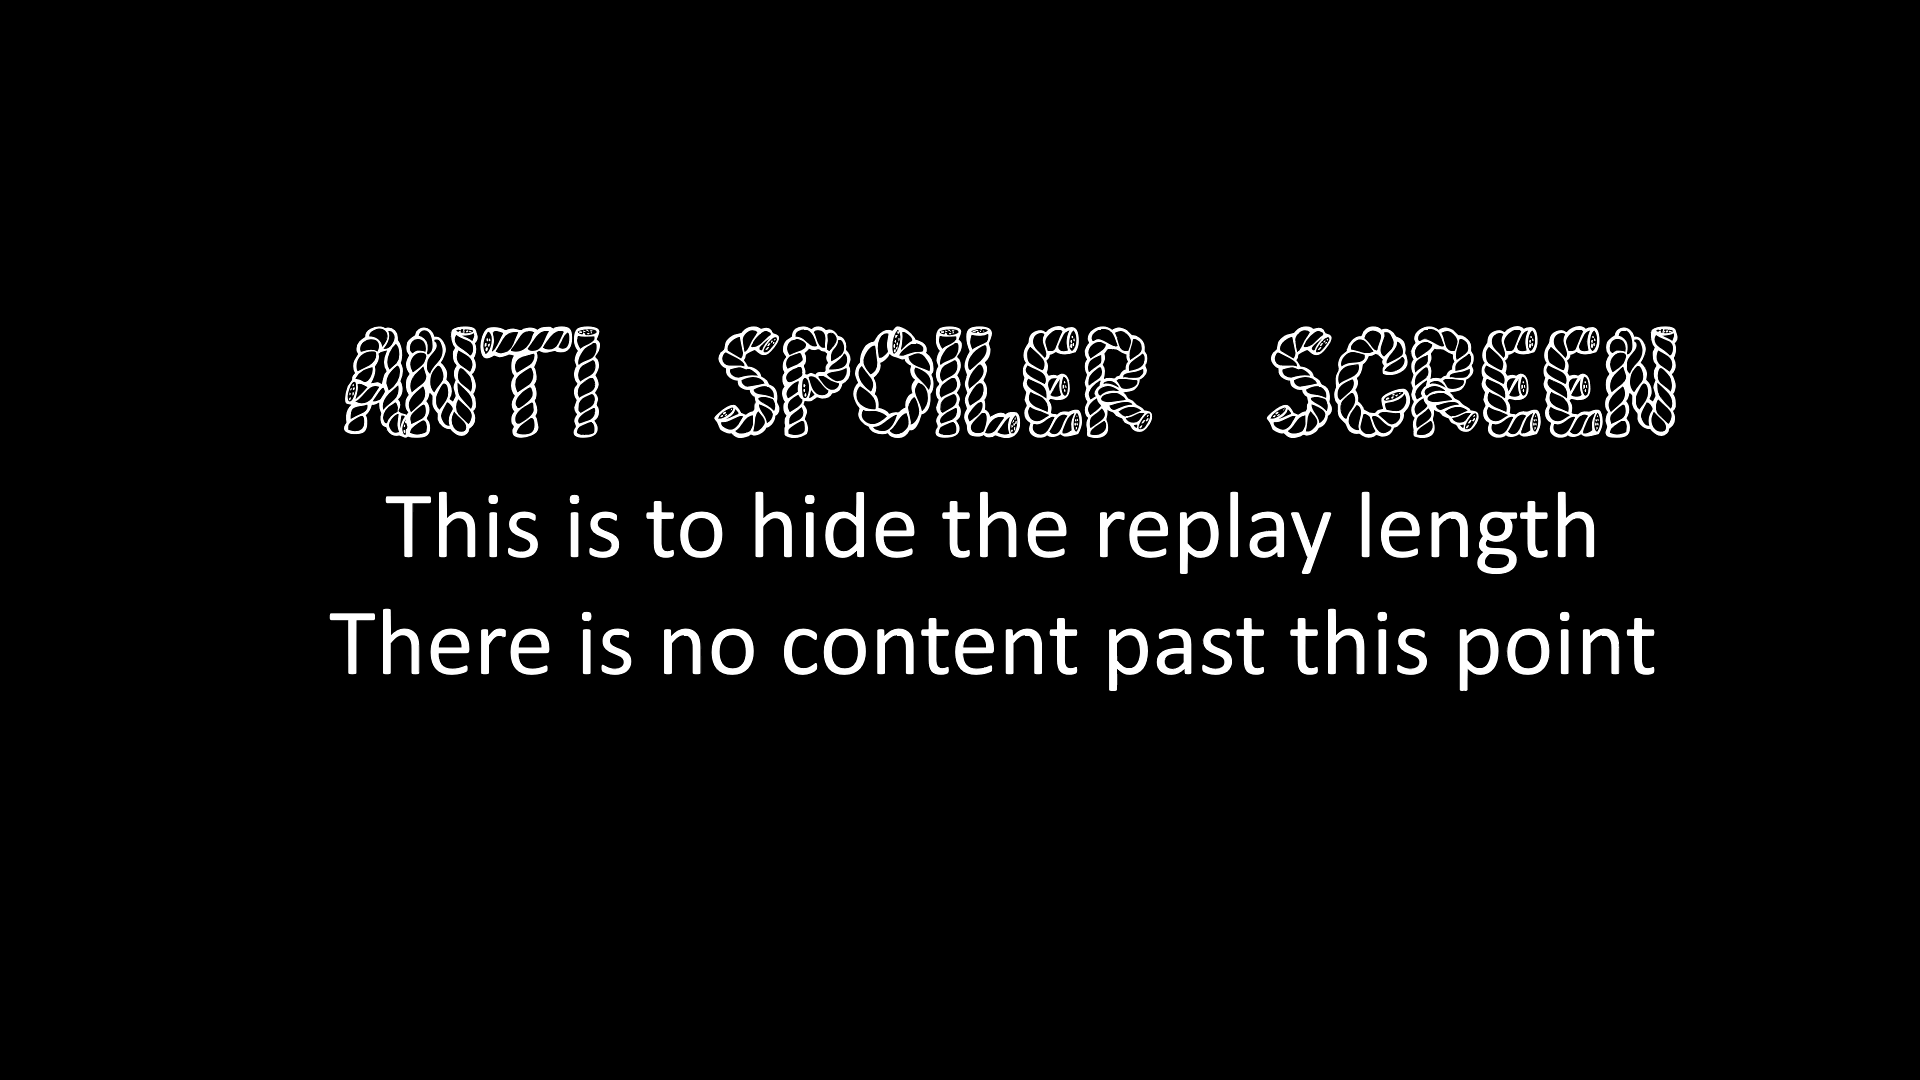 ANTI SPOILER SCREEN
This is to hide the replay length
There is no content past this point